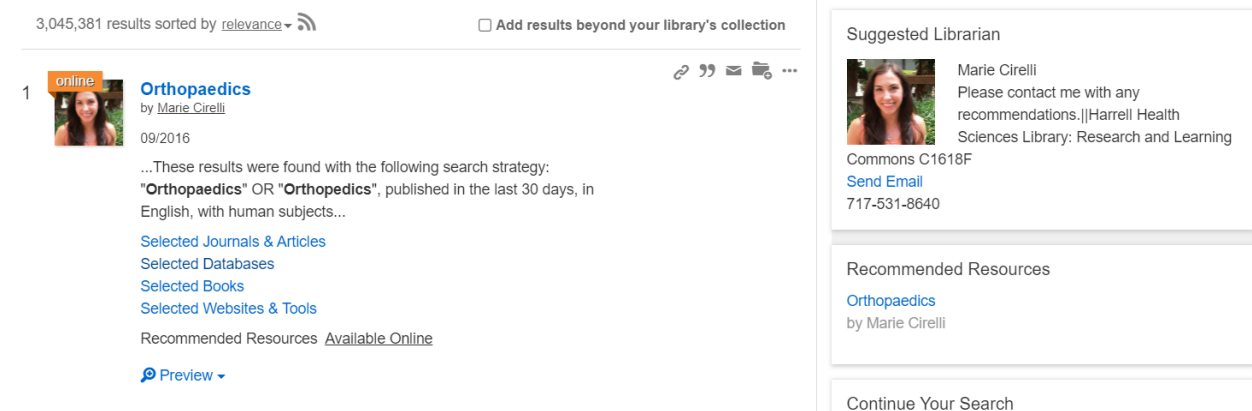 3,045,381 results sorted by relevance
Add results beyond your library's collection
1
online
Orthopaedics
by Marie Cirelli
09/2016
...These results were found with the following search strategy:
"Orthopaedics" OR "Orthopedics", published in the last 30 days, in
English, with human subjects...
Selected Journals & Articles
Selected Databases
Selected Books
Selected Websites & Tools
Recommended Resources Available Online
Preview
Suggested Librarian
Marie Cirelli
Please contact me with any
recommendations.||Harrell Health
Sciences Library: Research and Learning
Commons C1618F
Send Email
717-531-8640
Recommended Resources
Orthopaedics
by Marie Cirelli
Continue Your Search